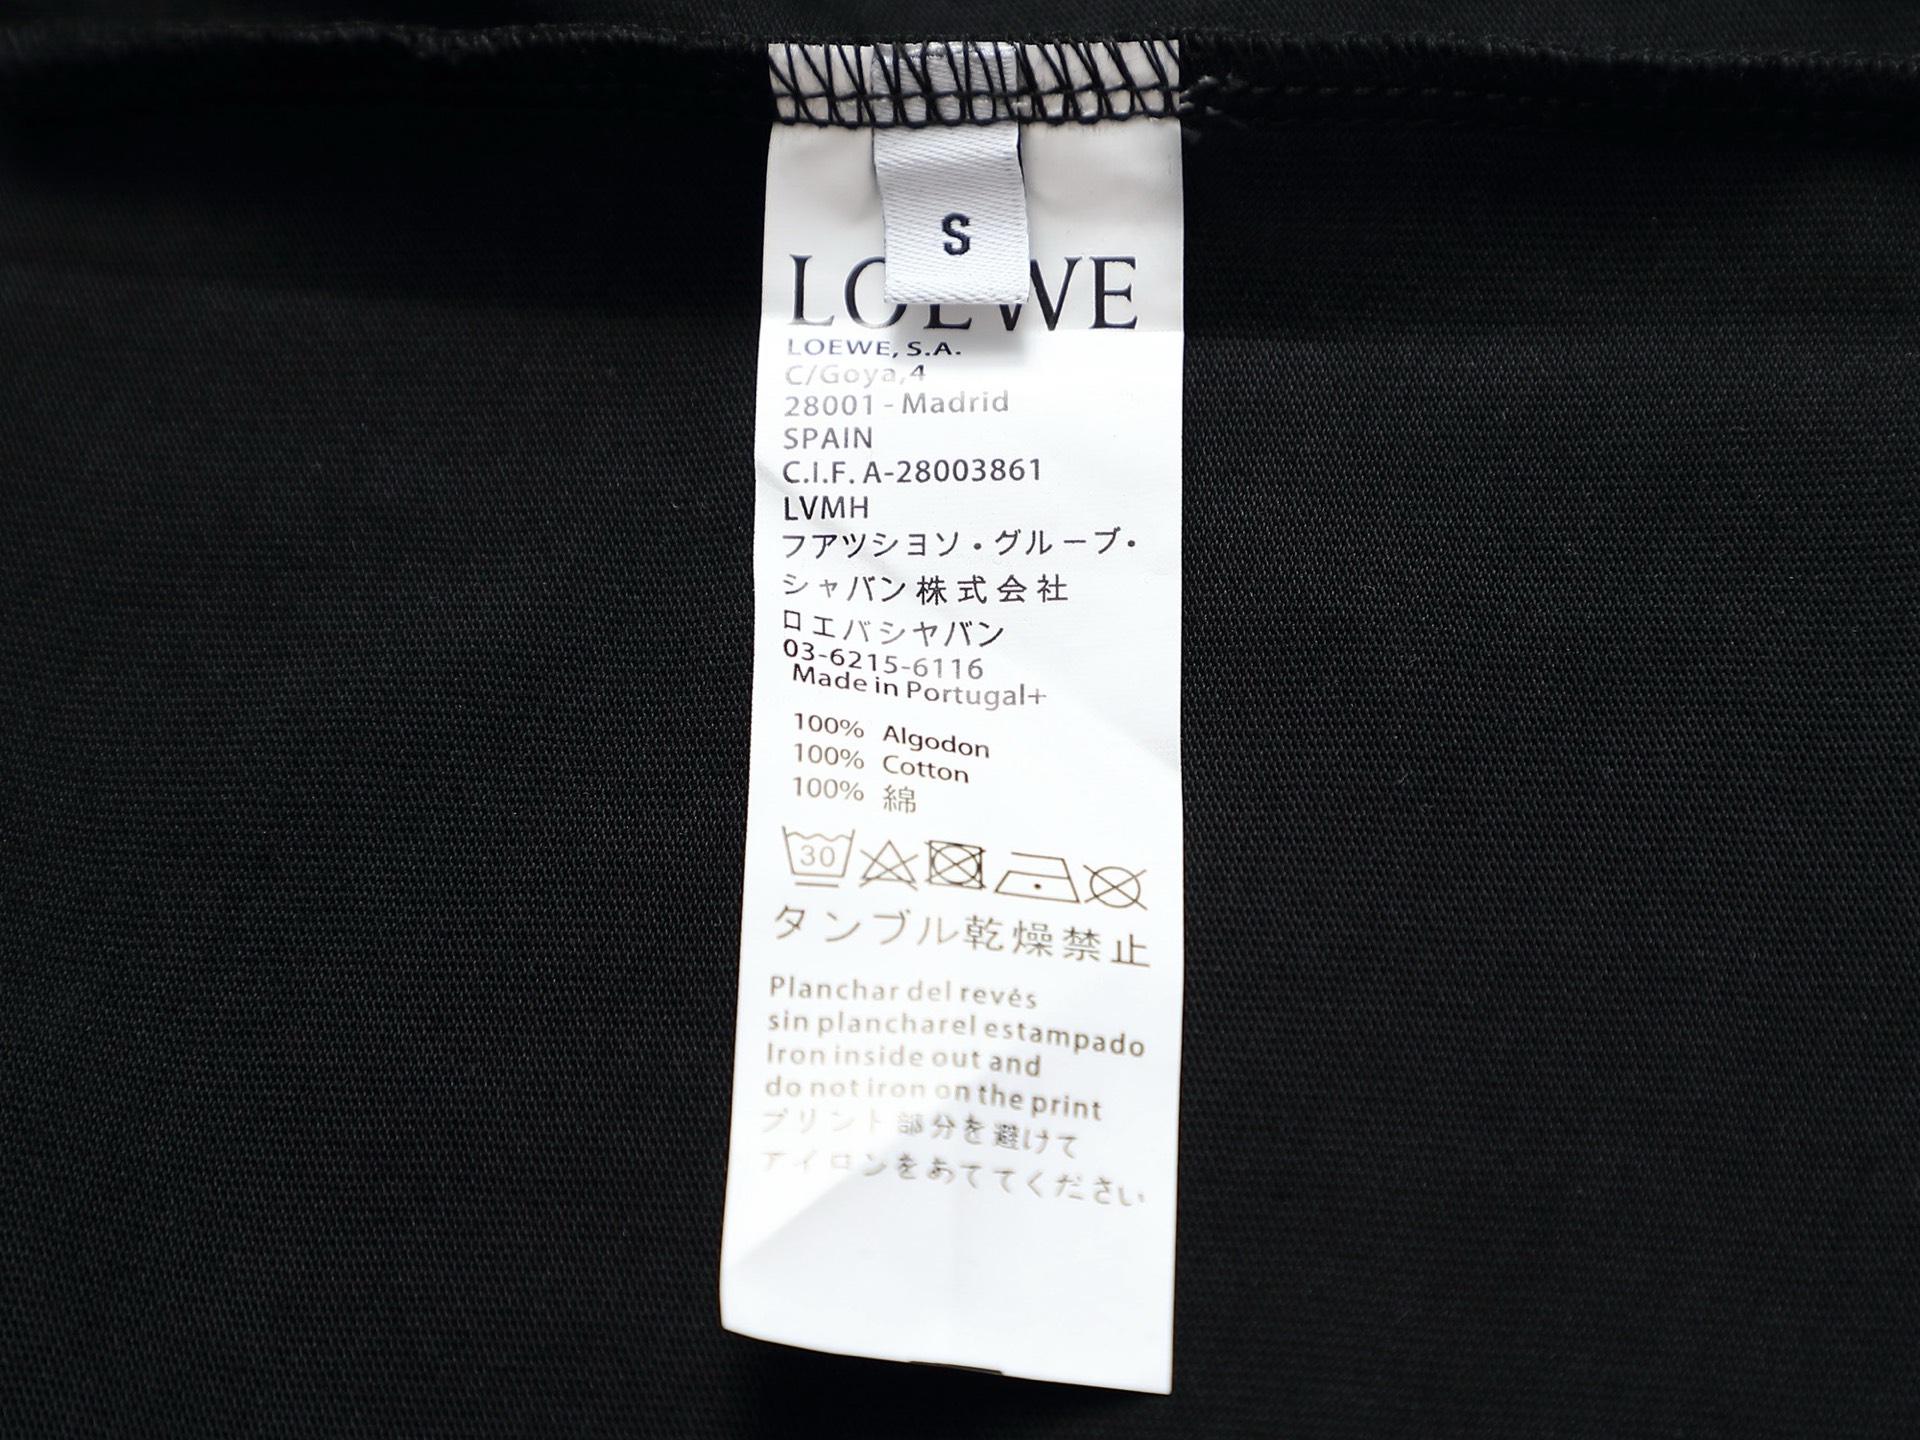 S
LOEWE
LOEWE, S.A.
C/Goya,4
28001 - Madrid
SPAIN
C.I.F. A-28003861
LVMH
フアツシヨソ・グループ・
シャバン株式会社
ロエバシヤバン
03-6215-6116
Made in Portugal+
100% Algodon
100% Cotton
100% 綿
30
タンブル乾燥禁止
Planchar del revés
sin plancharel estampado
Iron inside out and
do not iron on the print
プリント部分を避けて
アイロンをあててください